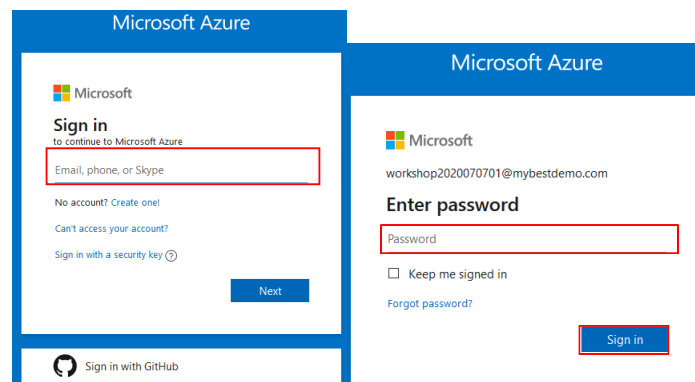 Microsoft Azure
Microsoft
Sign in
to continue to Microsoft Azure
Email, phone, or Skype
No account? Create one!
Can't access your account?
Sign in with a security key
Next
Sign in with GitHub
Microsoft Azure
Microsoft
workshop2020070701@mybestdemo.com
Enter password
Password
Keep me signed in
Forgot password?
Sign in